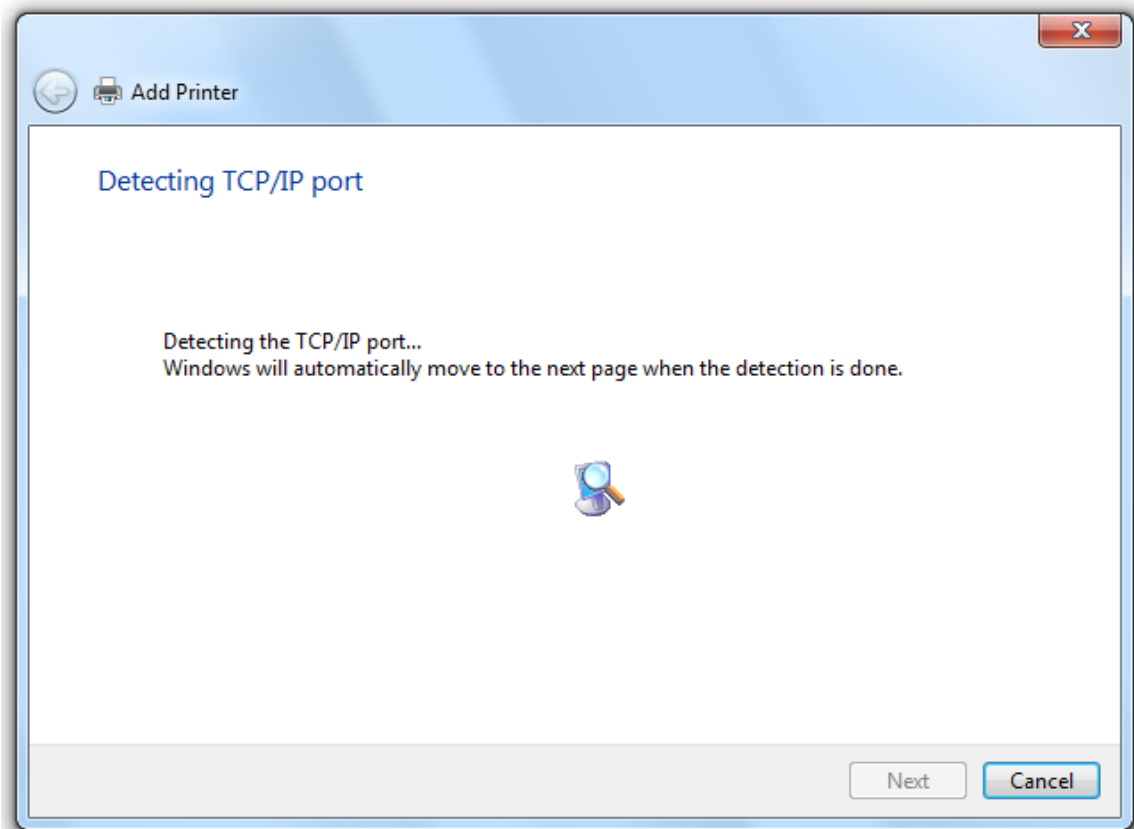 Add Printer
Detecting TCP/IP port
Detecting the TCP/IP port...
Windows will automatically move to the next page when the detection is done.
Next
Cancel